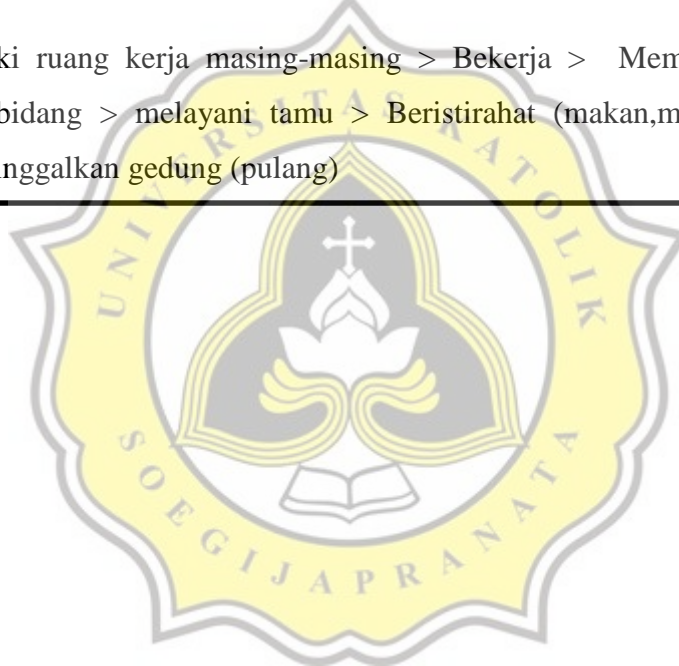 ki ruang kerja masing-masing > Bekerja > Mem
bidang > melayani tamu > Beristirahat (makan,m
nggalkan gedung (pulang)
UNIVERSITAS KATOLIK
SOEGIJAPRANATA